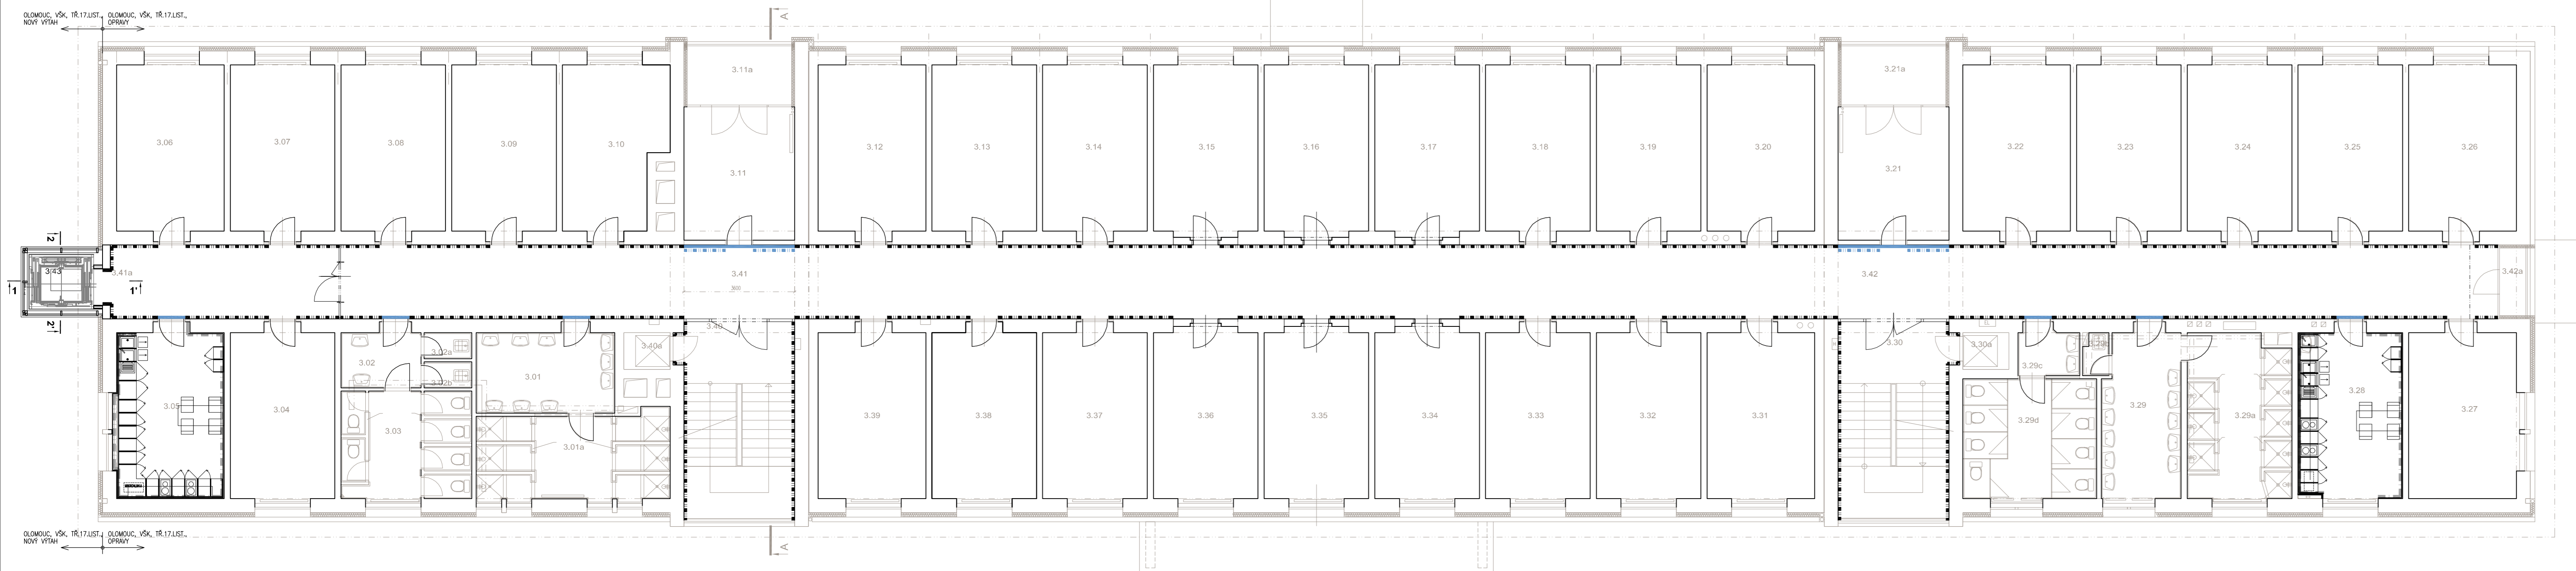 OLOMOUC, VŠK, TŘ.17.LIST., OLOMOUC, VŠK, TŘ.17.LIST.,
NOVÝ VÝTAH OPRAVY
A
3.11a
3.21a
3.06 3.07 3.08 3.09 3.10
3.12 3.13 3.14 3.15 3.16 3.17 3.18 3.19 3.20
3.22 3.23 3.24 3.25 3.26
3.11
3.21
2
3.43
3.41a
3.41
3.42
3.42a
1 1'
2'
3.40
3.40a
3.30
3.30a
3.02
3.02a
3.02b
3.01
3.29c
3.05 3.04
3.03
3.01a
3.39 3.38 3.37 3.36 3.35 3.34 3.33 3.32 3.31
3.29d
3.29
3.29a
3.28
3.27
OLOMOUC, VŠK, TŘ.17.LIST., OLOMOUC, VŠK, TŘ.17.LIST.,
NOVÝ VÝTAH OPRAVY
A